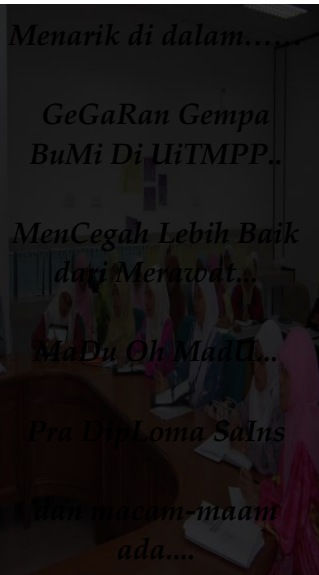 Menarik di dalam……
GeGaRan Gempa
BuMi Di UiTMPP..
MenCegah Lebih Baik
dari Merawat...
MaDu Oh MadU...
Pra DipLoma SaIns
dan macam-maam
ada....